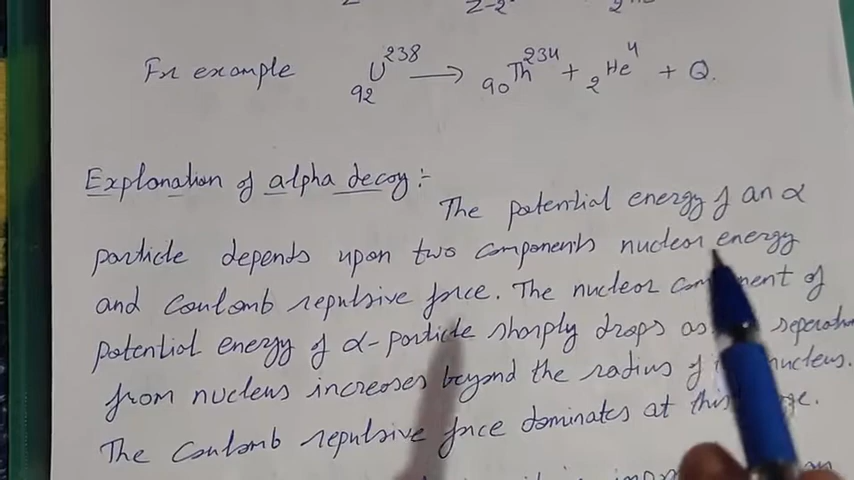 Z-2
For example ₉₂U²³⁸ → ₉₀Th²³⁴ + ₂He⁴ + Q.
Explanation of alpha decay :-
The potential energy of an α
particle depends upon two components nuclear energy
and Coulomb repulsive force. The nuclear component of
potential energy of α-particle sharply drops as
from nucleus increases beyond the radius of nucleus.
The Coulomb repulsive force dominates at this